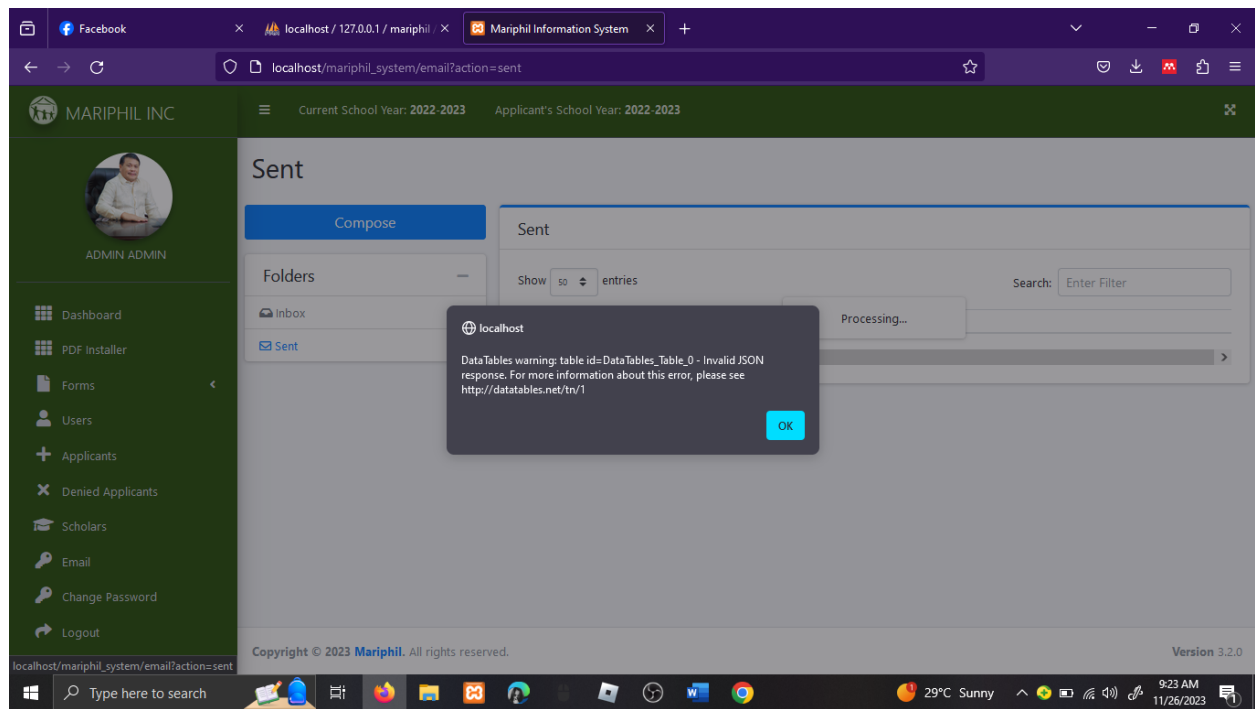 Facebook
localhost / 127.0.0.1 / mariphil /
Mariphil Information System
localhost/mariphil_system/email?action=sent
MARIPHIL INC
Current School Year: 2022-2023 Applicant's School Year: 2022-2023
ADMIN ADMIN
Dashboard
PDF Installer
Forms
Users
Applicants
Denied Applicants
Scholars
Email
Change Password
Logout
localhost/mariphil_system/email?action=sent
Sent
Compose
Folders
Inbox
Sent
Sent
Show 50 entries
Search: Enter Filter
Processing...
localhost
DataTables warning: table id=DataTables_Table_0 - Invalid JSON
response. For more information about this error, please see
http://datatables.net/tn/1
OK
Copyright © 2023 Mariphil. All rights reserved.
Version 3.2.0
Type here to search
29°C Sunny
9:23 AM
11/26/2023